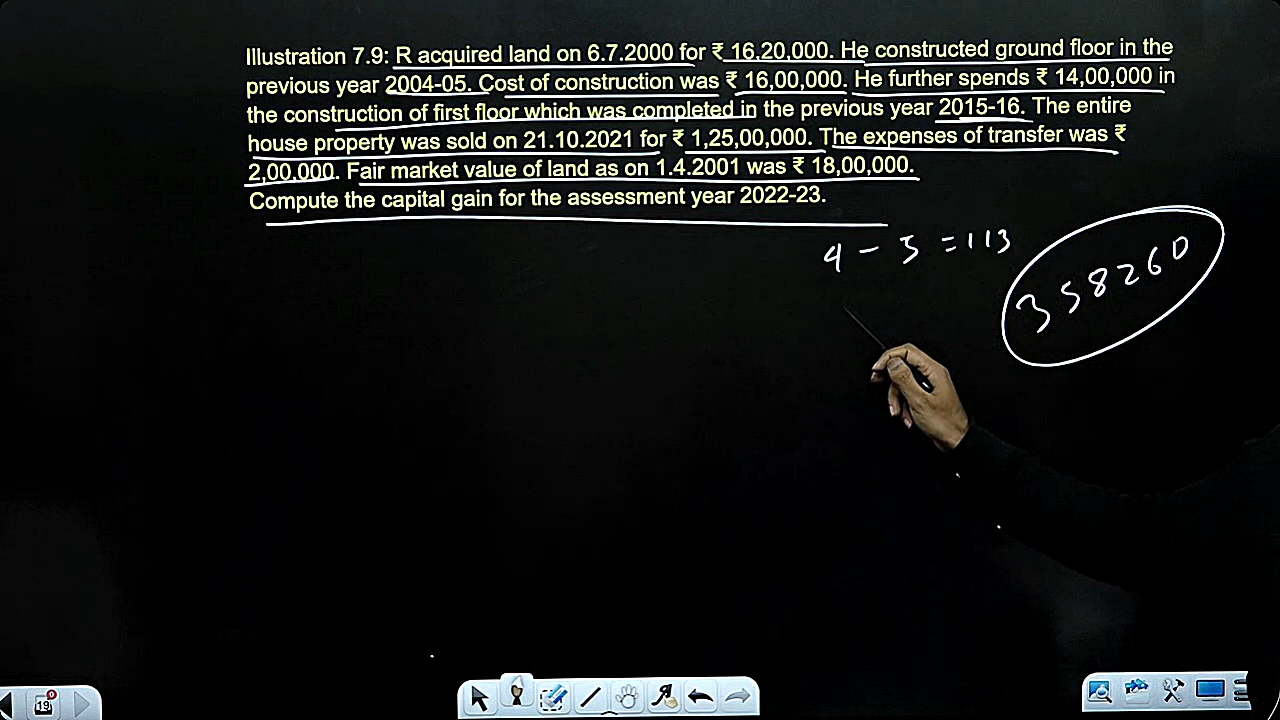 Illustration 7.9: R acquired land on 6.7.2000 for ₹ 16,20,000. He constructed ground floor in the
previous year 2004-05. Cost of construction was ₹ 16,00,000. He further spends ₹ 14,00,000 in
the construction of first floor which was completed in the previous year 2015-16. The entire
house property was sold on 21.10.2021 for ₹ 1,25,00,000. The expenses of transfer was ₹
2,00,000. Fair market value of land as on 1.4.2001 was ₹ 18,00,000.
Compute the capital gain for the assessment year 2022-23.
4 - 5 = 113
358260
19
0